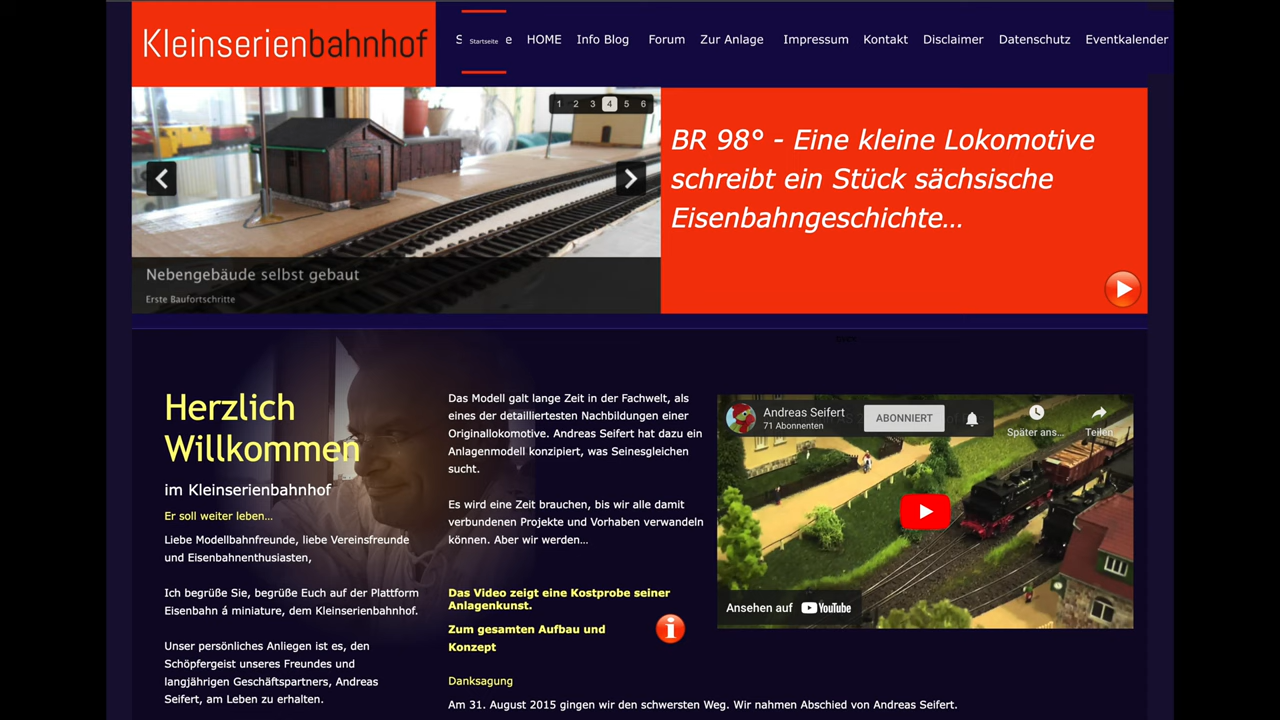 Kleinserienbahnhof
Startseite HOME Info Blog Forum Zur Anlage Impressum Kontakt Disclaimer Datenschutz Eventkalender
1 2 3 4 5 6
BR 98° - Eine kleine Lokomotive
schreibt ein Stück sächsische
Eisenbahngeschichte...
Nebengebäude selbst gebaut
Erste Baufortschritte
Herzlich
Willkommen
im Kleinserienbahnhof
Er soll weiter leben...
Liebe Modellbahnfreunde, liebe Vereinsfreunde
und Eisenbahnenthusiasten,
Ich begrüße Sie, begrüße Euch auf der Plattform
Eisenbahn á miniature, dem Kleinserienbahnhof.
Unser persönliches Anliegen ist es, den
Schöpfergeist unseres Freundes und
langjährigen Geschäftspartners, Andreas
Seifert, am Leben zu erhalten.
Das Modell galt lange Zeit in der Fachwelt, als
eines der detailliertesten Nachbildungen einer
Originallokomotive. Andreas Seifert hat dazu ein
Anlagenmodell konzipiert, was Seinesgleichen
sucht.
Es wird eine Zeit brauchen, bis wir alle damit
verbundenen Projekte und Vorhaben verwandeln
können. Aber wir werden...
Das Video zeigt eine Kostprobe seiner
Anlagenkunst.
Zum gesamten Aufbau und
Konzept
Danksagung
Am 31. August 2015 gingen wir den schwersten Weg. Wir nahmen Abschied von Andreas Seifert.
Andreas Seifert
71 Abonnenten
ABONNIERT
Später ans...
Teilen
Ansehen auf YouTube